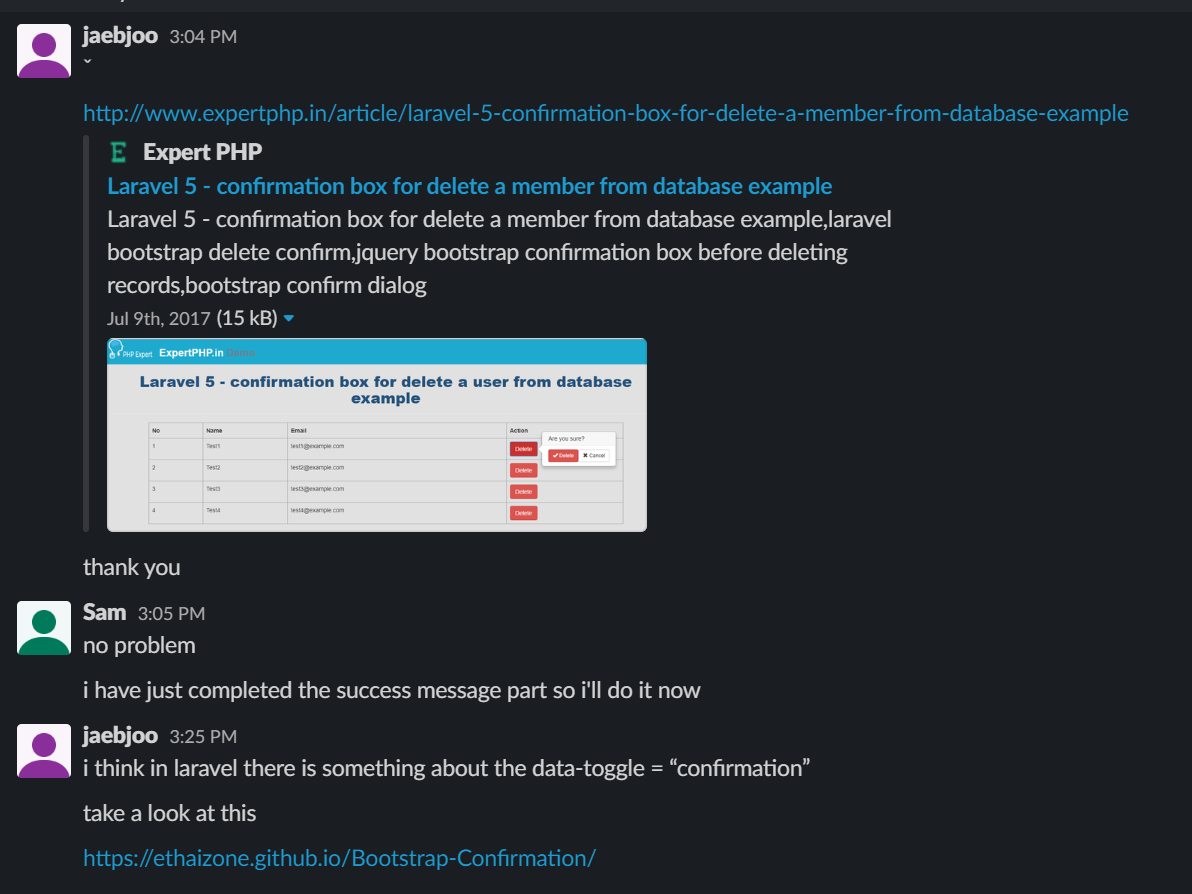 jaebjoo 3:04 PM
http://www.expertphp.in/article/laravel-5-confirmation-box-for-delete-a-member-from-database-example
Expert PHP
Laravel 5 - confirmation box for delete a member from database example
Laravel 5 - confirmation box for delete a member from database example,laravel
bootstrap delete confirm,jquery bootstrap confirmation box before deleting
records,bootstrap confirm dialog
Jul 9th, 2017 (15 kB)
PHP Expert ExpertPHP.in Demo
Laravel 5 - confirmation box for delete a user from database
example
No Name Email Action
Are you sure?
1 Test1 test1@example.com Delete
Delete Cancel
2 Test2 test2@example.com Delete
3 Test3 test3@example.com Delete
4 Test4 test4@example.com Delete
thank you
Sam 3:05 PM
no problem
i have just completed the success message part so i'll do it now
jaebjoo 3:25 PM
i think in laravel there is something about the data-toggle = “confirmation”
take a look at this
https://ethaizone.github.io/Bootstrap-Confirmation/